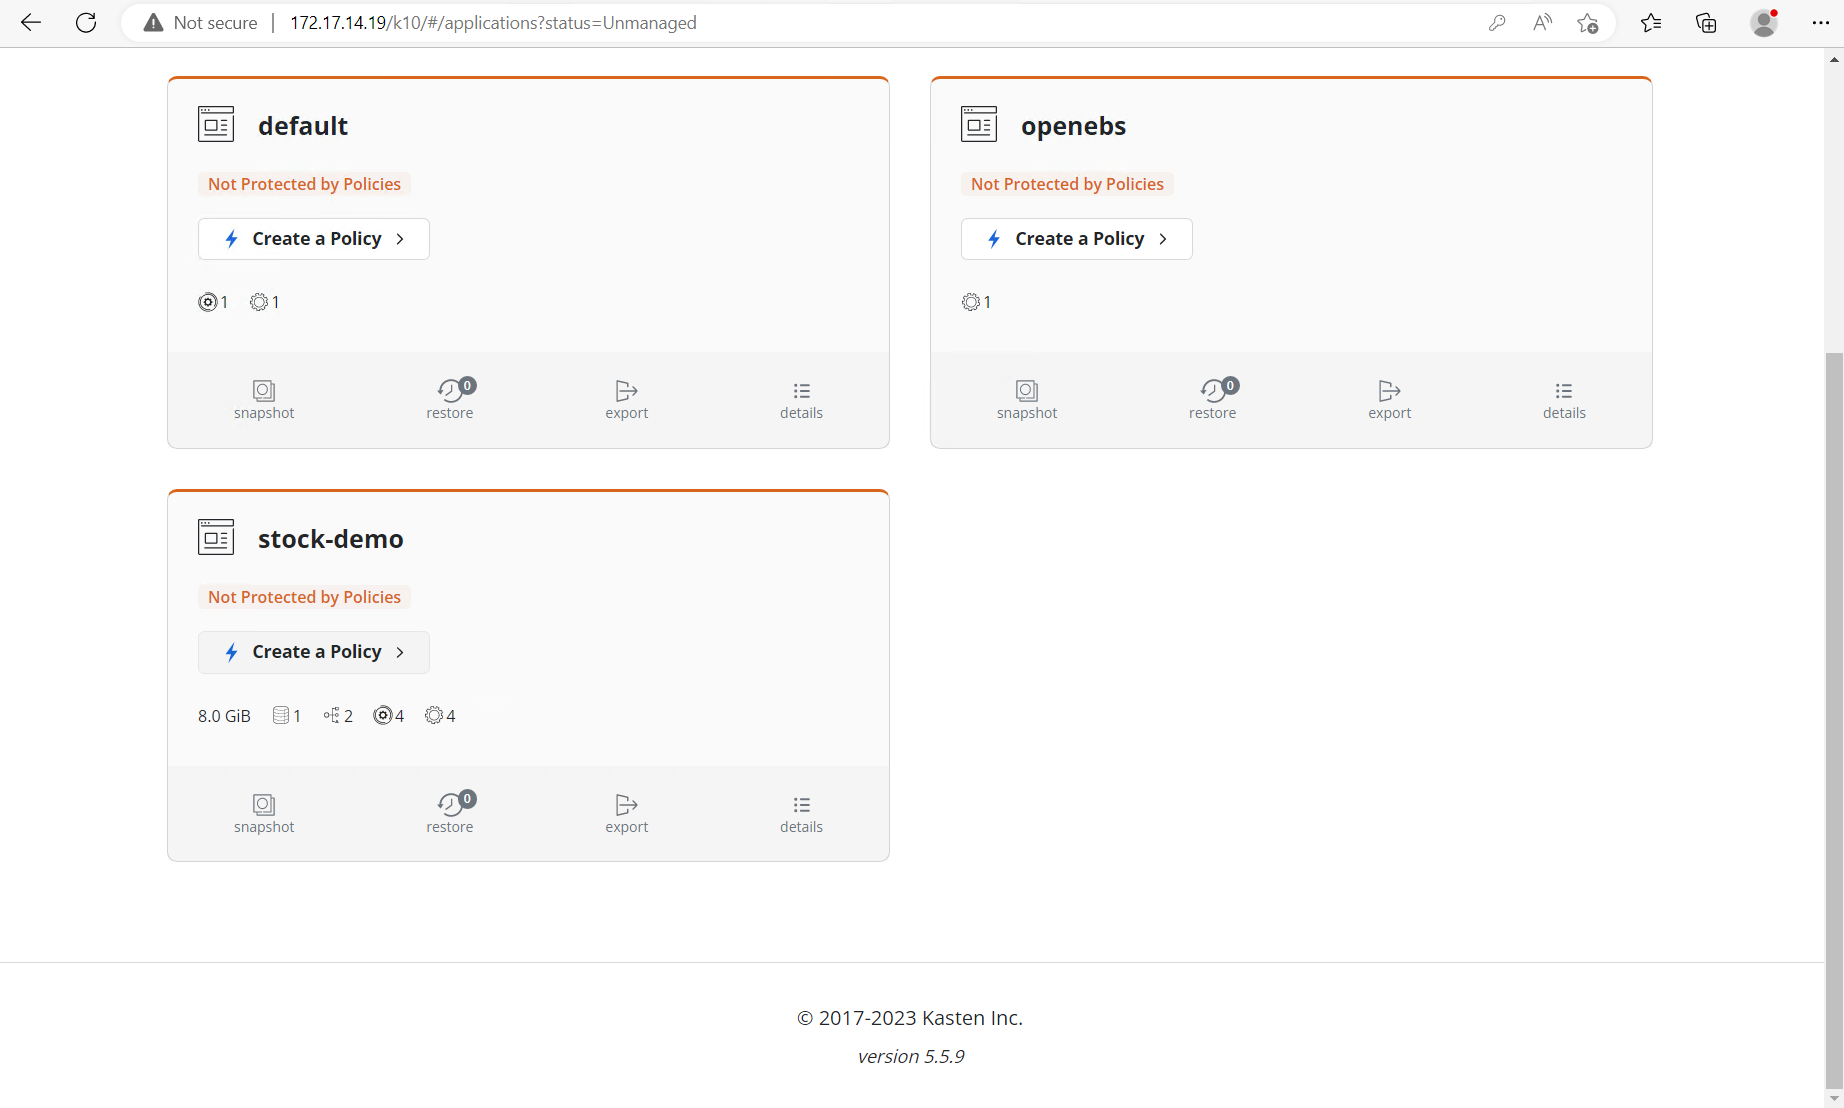 Not secure | 172.17.14.19/k10/#/applications?status=Unmanaged
default
Not Protected by Policies
Create a Policy
1 1
snapshot restore 0 export details
openebs
Not Protected by Policies
Create a Policy
1
snapshot restore 0 export details
stock-demo
Not Protected by Policies
Create a Policy
8.0 GiB 1 2 4 4
snapshot restore 0 export details
© 2017-2023 Kasten Inc.
version 5.5.9